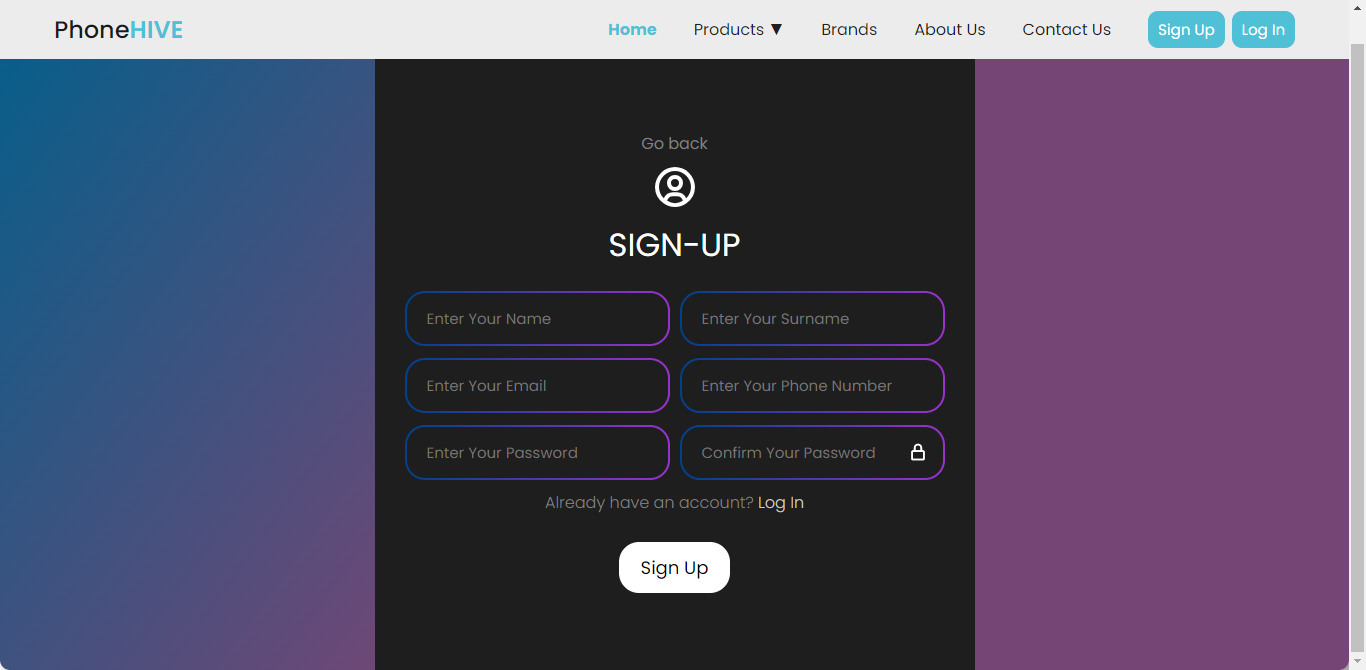 PhoneHIVE Home Products ▼ Brands About Us Contact Us Sign Up Log In
Go back
SIGN-UP
Enter Your Name Enter Your Surname
Enter Your Email Enter Your Phone Number
Enter Your Password Confirm Your Password
Already have an account? Log In
Sign Up